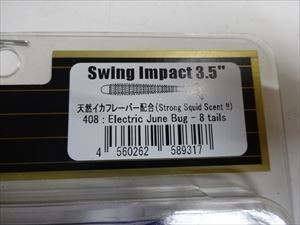 Swing Impact 3.5"
天然イカフレーバー配合(Strong Squid Scent !!)
408 : Electric June Bug - 8 tails
4 560262 589317